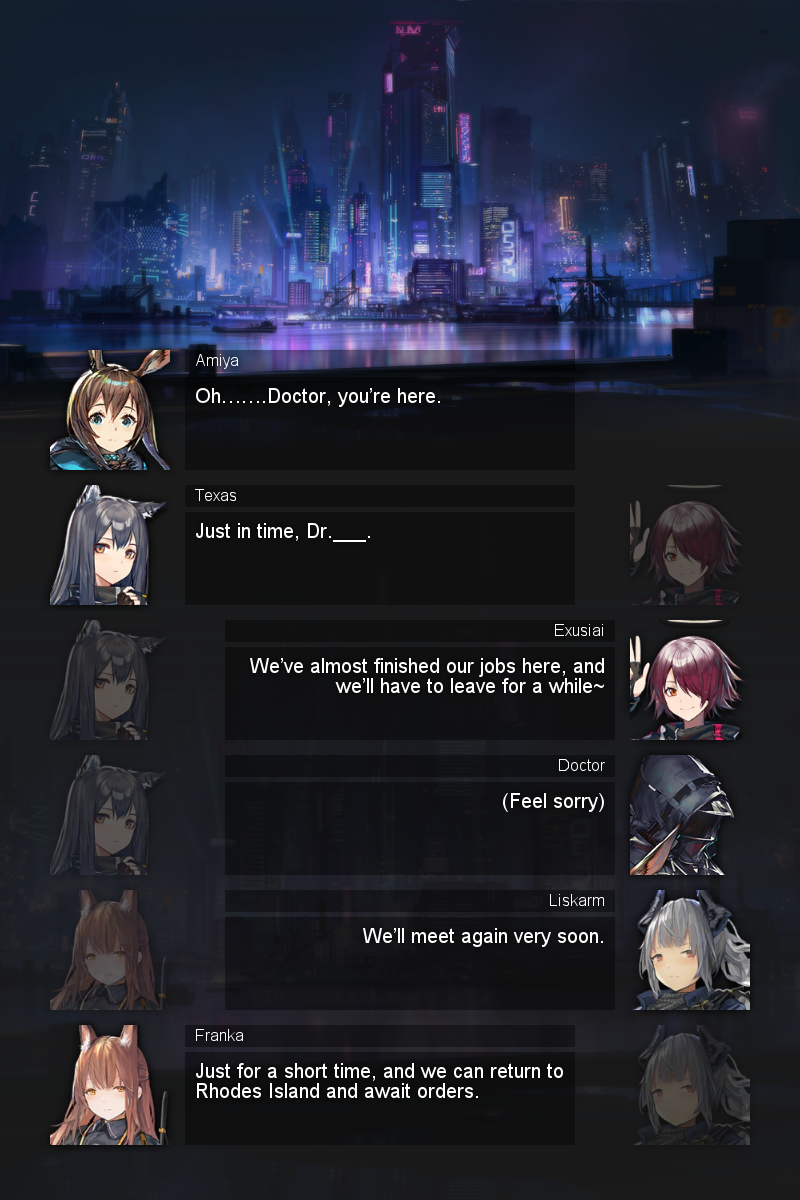 Amiya
Oh.......Doctor, you're here.
Texas
Just in time, Dr.___.
Exusiai
We've almost finished our jobs here, and
we'll have to leave for a while~
Doctor
(Feel sorry)
Liskarm
We'll meet again very soon.
Franka
Just for a short time, and we can return to
Rhodes Island and await orders.